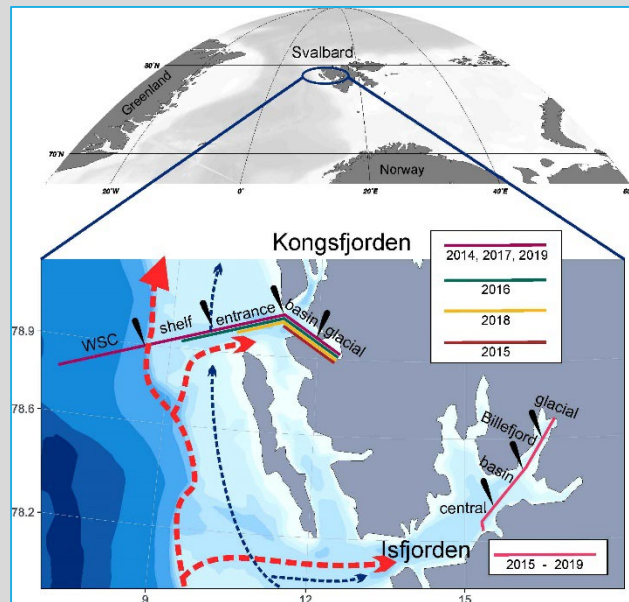 Svalbard
80°N
Greenland
70°N
Norway
20°W
0°
20°E
40°E
60
Kongsfjorden
2014, 2017, 2019
2016
2018
2015
WSC
shelf
entrance
basin
glacial
78.9
78.6
78.2
glacial
Billefjord
basin
central
Isfjorden
2015 - 2019
9
12
15